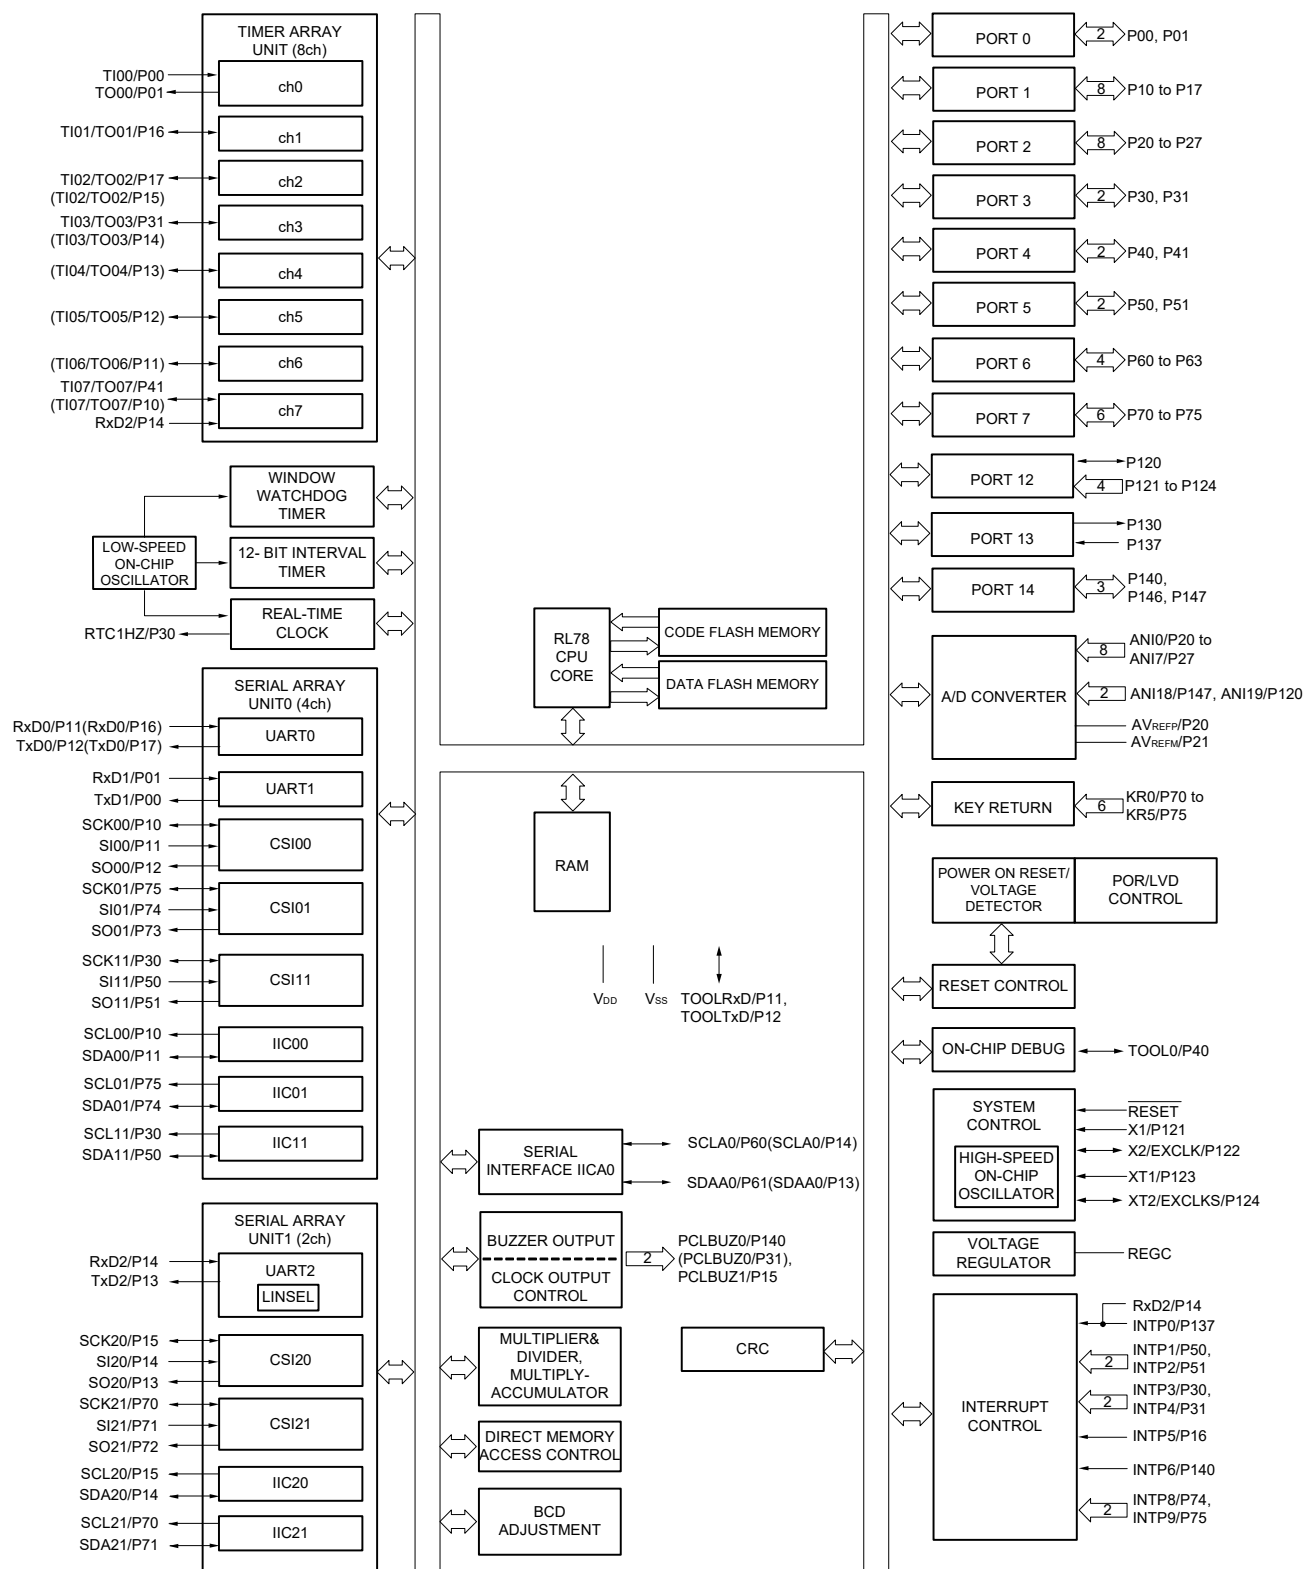 TIMER ARRAY
UNIT (8ch)
TI00/P00
TO00/P01
ch0
TI01/TO01/P16
ch1
TI02/TO02/P17
(TI02/TO02/P15)
ch2
TI03/TO03/P31
(TI03/TO03/P14)
ch3
(TI04/TO04/P13)
ch4
(TI05/TO05/P12)
ch5
(TI06/TO06/P11)
ch6
TI07/TO07/P41
(TI07/TO07/P10)
RxD2/P14
ch7
WINDOW
WATCHDOG
TIMER
LOW-SPEED
ON-CHIP
OSCILLATOR
12- BIT INTERVAL
TIMER
REAL-TIME
CLOCK
RTC1HZ/P30
SERIAL ARRAY
UNIT0 (4ch)
RxD0/P11(RxD0/P16)
TxD0/P12(TxD0/P17)
UART0
RxD1/P01
TxD1/P00
UART1
SCK00/P10
SI00/P11
SO00/P12
CSI00
SCK01/P75
SI01/P74
SO01/P73
CSI01
SCK11/P30
SI11/P50
SO11/P51
CSI11
SCL00/P10
SDA00/P11
IIC00
SCL01/P75
SDA01/P74
IIC01
SCL11/P30
SDA11/P50
IIC11
SERIAL ARRAY
UNIT1 (2ch)
RxD2/P14
TxD2/P13
UART2
LINSEL
SCK20/P15
SI20/P14
SO20/P13
CSI20
SCK21/P70
SI21/P71
SO21/P72
CSI21
SCL20/P15
SDA20/P14
IIC20
SCL21/P70
SDA21/P71
IIC21
RL78
CPU
CORE
CODE FLASH MEMORY
DATA FLASH MEMORY
RAM
VDD
VSS
TOOLRxD/P11,
TOOLTxD/P12
SERIAL
INTERFACE IICA0
SCLA0/P60(SCLA0/P14)
SDAA0/P61(SDAA0/P13)
BUZZER OUTPUT
CLOCK OUTPUT
CONTROL
2
PCLBUZ0/P140
(PCLBUZ0/P31),
PCLBUZ1/P15
MULTIPLIER&
DIVIDER,
MULTIPLY-
ACCUMULATOR
CRC
DIRECT MEMORY
ACCESS CONTROL
BCD
ADJUSTMENT
PORT 0
2
P00, P01
PORT 1
8
P10 to P17
PORT 2
8
P20 to P27
PORT 3
2
P30, P31
PORT 4
2
P40, P41
PORT 5
2
P50, P51
PORT 6
4
P60 to P63
PORT 7
6
P70 to P75
PORT 12
P120
4
P121 to P124
PORT 13
P130
P137
PORT 14
3
P140,
P146, P147
A/D CONVERTER
8
ANI0/P20 to
ANI7/P27
2
ANI18/P147, ANI19/P120
AVREFP/P20
AVREFM/P21
KEY RETURN
6
KR0/P70 to
KR5/P75
POWER ON RESET/
VOLTAGE
DETECTOR
POR/LVD
CONTROL
RESET CONTROL
ON-CHIP DEBUG
TOOL0/P40
SYSTEM
CONTROL
HIGH-SPEED
ON-CHIP
OSCILLATOR
RESET
X1/P121
X2/EXCLK/P122
XT1/P123
XT2/EXCLKS/P124
VOLTAGE
REGULATOR
REGC
INTERRUPT
CONTROL
RxD2/P14
INTP0/P137
2
INTP1/P50,
INTP2/P51
2
INTP3/P30,
INTP4/P31
INTP5/P16
INTP6/P140
2
INTP8/P74,
INTP9/P75